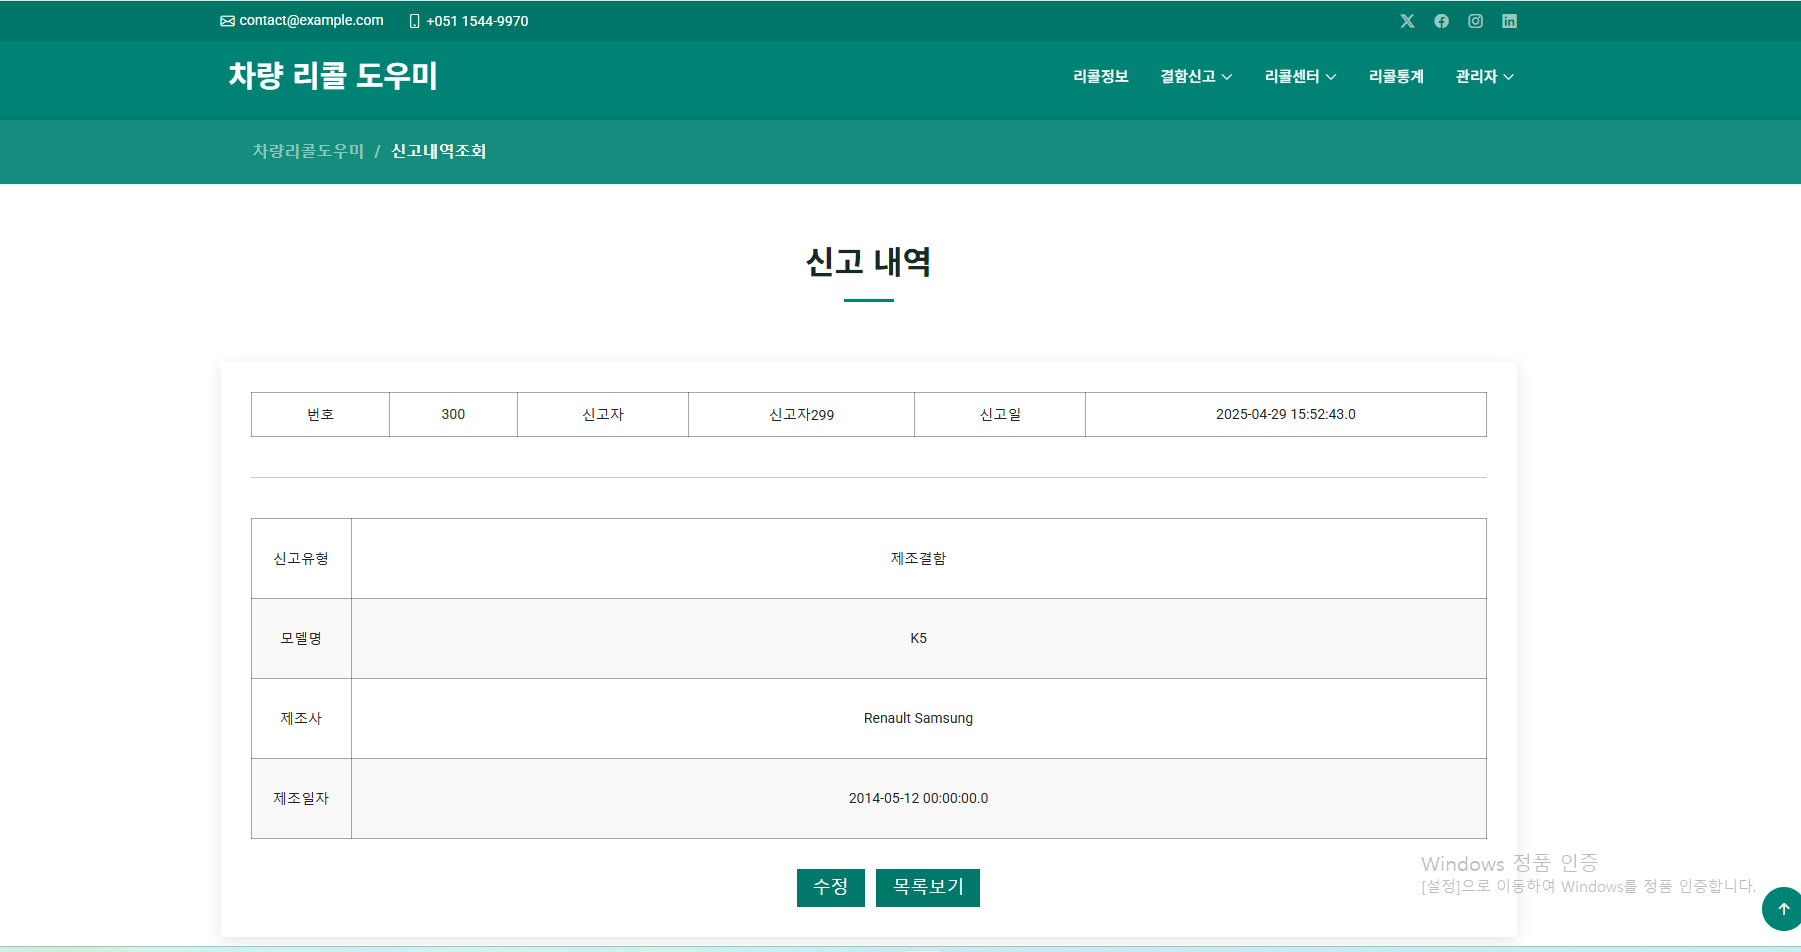 contact@example.com +051 1544-9970
차량 리콜 도우미 리콜정보 결함신고 리콜센터 리콜통계 관리자
차량리콜도우미 / 신고내역조회
신고 내역
번호 300 신고자 신고자299 신고일 2025-04-29 15:52:43.0
신고유형 제조결함
모델명 K5
제조사 Renault Samsung
제조일자 2014-05-12 00:00:00.0
수정 목록보기
Windows 정품 인증
[설정]으로 이동하여 Windows를 정품 인증합니다.